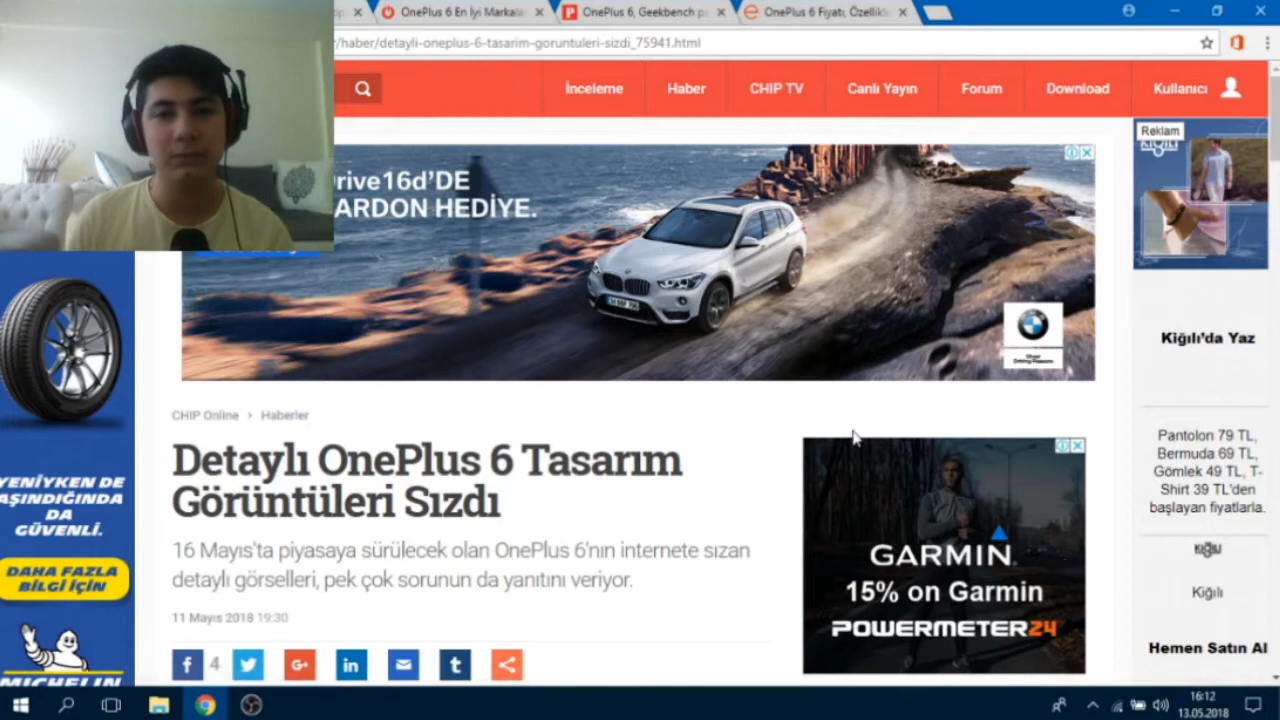 OnePlus 6 En İyi Markala
OnePlus 6, Geekbench p
OnePlus 6 Fiyatı, Özellikle
/haber/detayli-oneplus-6-tasarim-goruntuleri-sizdi_75941.html
İnceleme
Haber
CHIP TV
Canlı Yayın
Forum
Download
Kullanıcı
Reklam
rive16d'DE
ARDON HEDİYE.
Kiğılı'da Yaz
Pantolon 79 TL,
Bermuda 69 TL,
Gömlek 49 TL, T-
Shirt 39 TL'den
başlayan fiyatlarla.
Kiğılı
Kiğılı
Hemen Satın Al
YENİYKEN DE
AŞINDIĞINDA
DA
GÜVENLİ.
DAHA FAZLA
BİLGİ İÇİN
MICHELIN
CHIP Online > Haberler
Detaylı OnePlus 6 Tasarım
Görüntüleri Sızdı
16 Mayıs'ta piyasaya sürülecek olan OnePlus 6'nın internete sızan
detaylı görselleri, pek çok sorunun da yanıtını veriyor.
11 Mayıs 2018 19:30
4
GARMIN
15% on Garmin
POWERMETER24
16:12
13.05.2018